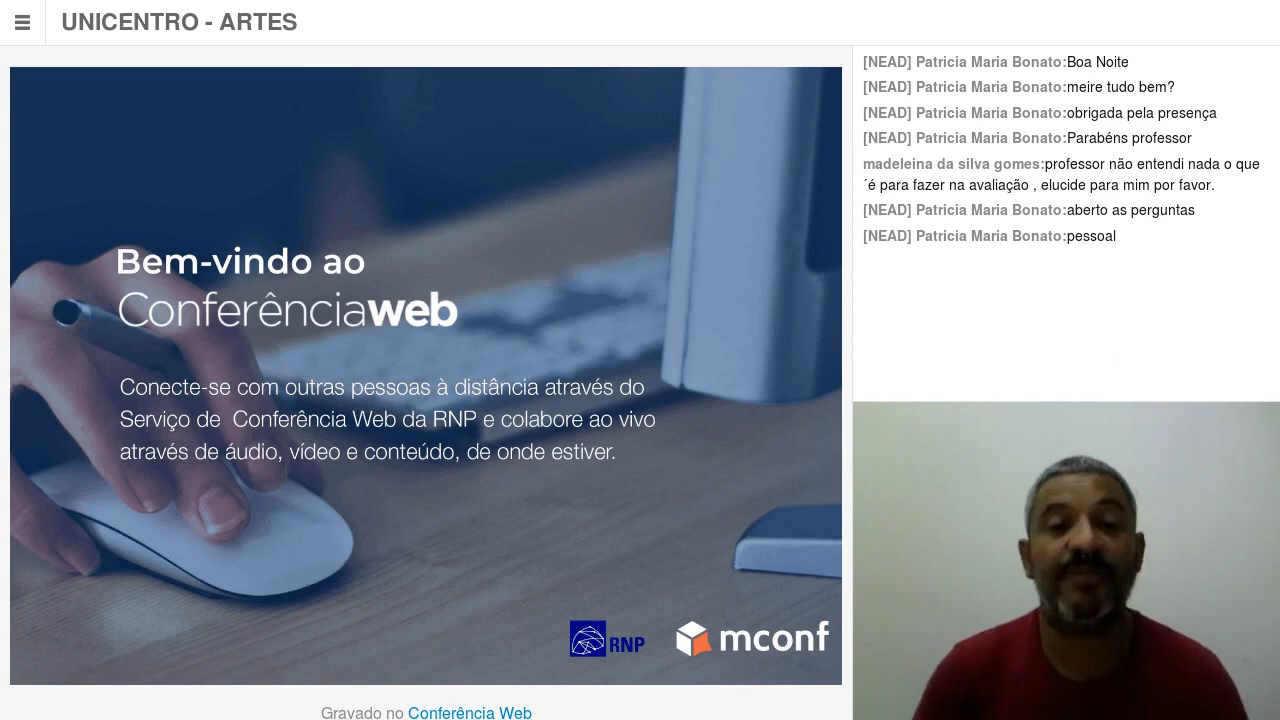 UNICENTRO - ARTES
Bem-vindo ao
Conferênciaweb
Conecte-se com outras pessoas à distância através do
Serviço de Conferência Web da RNP e colabore ao vivo
através de áudio, vídeo e conteúdo, de onde estiver.
RNP
mconf
Gravado no Conferência Web
[NEAD] Patricia Maria Bonato:Boa Noite
[NEAD] Patricia Maria Bonato:meire tudo bem?
[NEAD] Patricia Maria Bonato:obrigada pela presença
[NEAD] Patricia Maria Bonato:Parabéns professor
madeleina da silva gomes:professor não entendi nada o que
´é para fazer na avaliação , elucide para mim por favor.
[NEAD] Patricia Maria Bonato:aberto as perguntas
[NEAD] Patricia Maria Bonato:pessoal